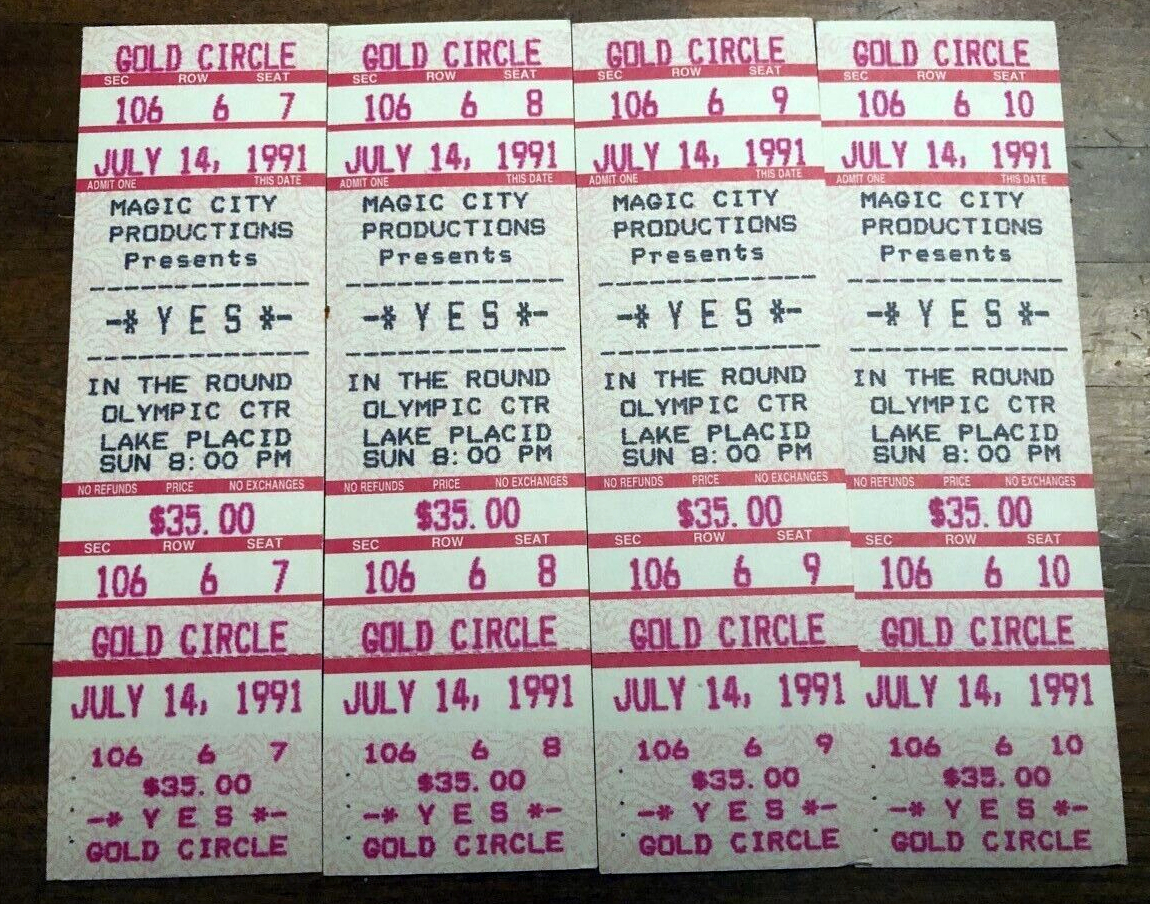 GOLD CIRCLE
SEC ROW SEAT
106 6 7
JULY 14, 1991
ADMIT ONE THIS DATE
MAGIC CITY
PRODUCTIONS
Presents
-* Y E S *-
IN THE ROUND
OLYMPIC CTR
LAKE PLACID
SUN 8:00 PM
NO REFUNDS PRICE NO EXCHANGES
$35.00
SEC ROW SEAT
106 6 7
GOLD CIRCLE
JULY 14, 1991
106 6 7
$35.00
-* Y E S *-
GOLD CIRCLE
GOLD CIRCLE
SEC ROW SEAT
106 6 8
JULY 14, 1991
ADMIT ONE THIS DATE
MAGIC CITY
PRODUCTIONS
Presents
-* Y E S *-
IN THE ROUND
OLYMPIC CTR
LAKE PLACID
SUN 8:00 PM
NO REFUNDS PRICE NO EXCHANGES
$35.00
SEC ROW SEAT
106 6 8
GOLD CIRCLE
JULY 14, 1991
106 6 8
$35.00
-* Y E S *-
GOLD CIRCLE
GOLD CIRCLE
SEC ROW SEAT
106 6 9
JULY 14, 1991
ADMIT ONE THIS DATE
MAGIC CITY
PRODUCTIONS
Presents
-* Y E S *-
IN THE ROUND
OLYMPIC CTR
LAKE PLACID
SUN 8:00 PM
NO REFUNDS PRICE NO EXCHANGES
$35.00
SEC ROW SEAT
106 6 9
GOLD CIRCLE
JULY 14, 1991
106 6 9
$35.00
-* Y E S *-
GOLD CIRCLE
GOLD CIRCLE
SEC ROW SEAT
106 6 10
JULY 14, 1991
ADMIT ONE THIS DATE
MAGIC CITY
PRODUCTIONS
Presents
-* Y E S *-
IN THE ROUND
OLYMPIC CTR
LAKE PLACID
SUN 8:00 PM
NO REFUNDS PRICE NO EXCHANGES
$35.00
SEC ROW SEAT
106 6 10
GOLD CIRCLE
JULY 14, 1991
106 6 10
$35.00
-* Y E S *-
GOLD CIRCLE